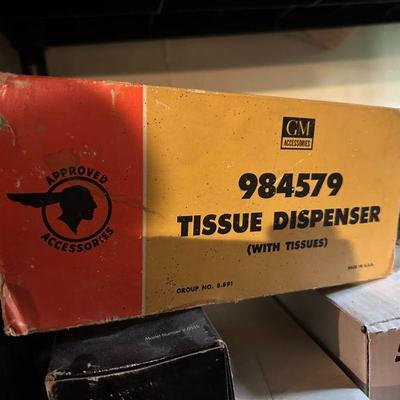 APPROVED
ACCESSORIES
GM
ACCESSORIES
984579
TISSUE DISPENSER
(WITH TISSUES)
MADE IN U.S.A.
GROUP NO. 8.891